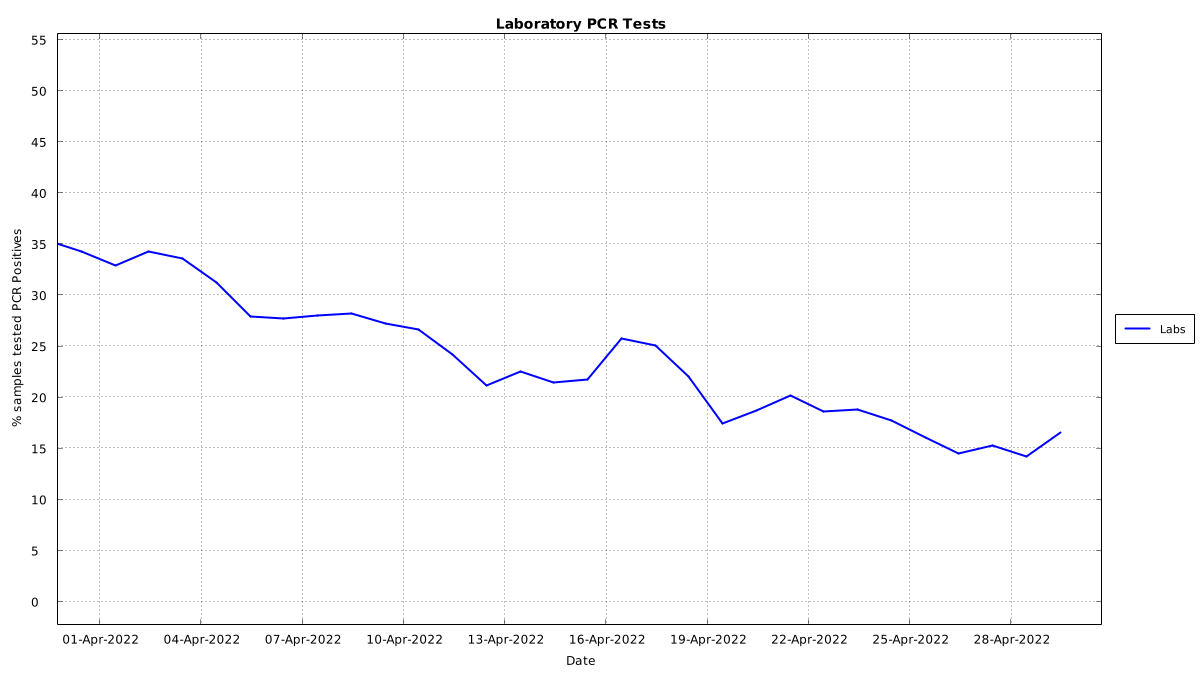 Laboratory PCR Tests
55
50
45
40
35
30
25
20
15
10
5
0
% samples tested PCR Positives
01-Apr-2022 04-Apr-2022 07-Apr-2022 10-Apr-2022 13-Apr-2022 16-Apr-2022 19-Apr-2022 22-Apr-2022 25-Apr-2022 28-Apr-2022
Date
Labs